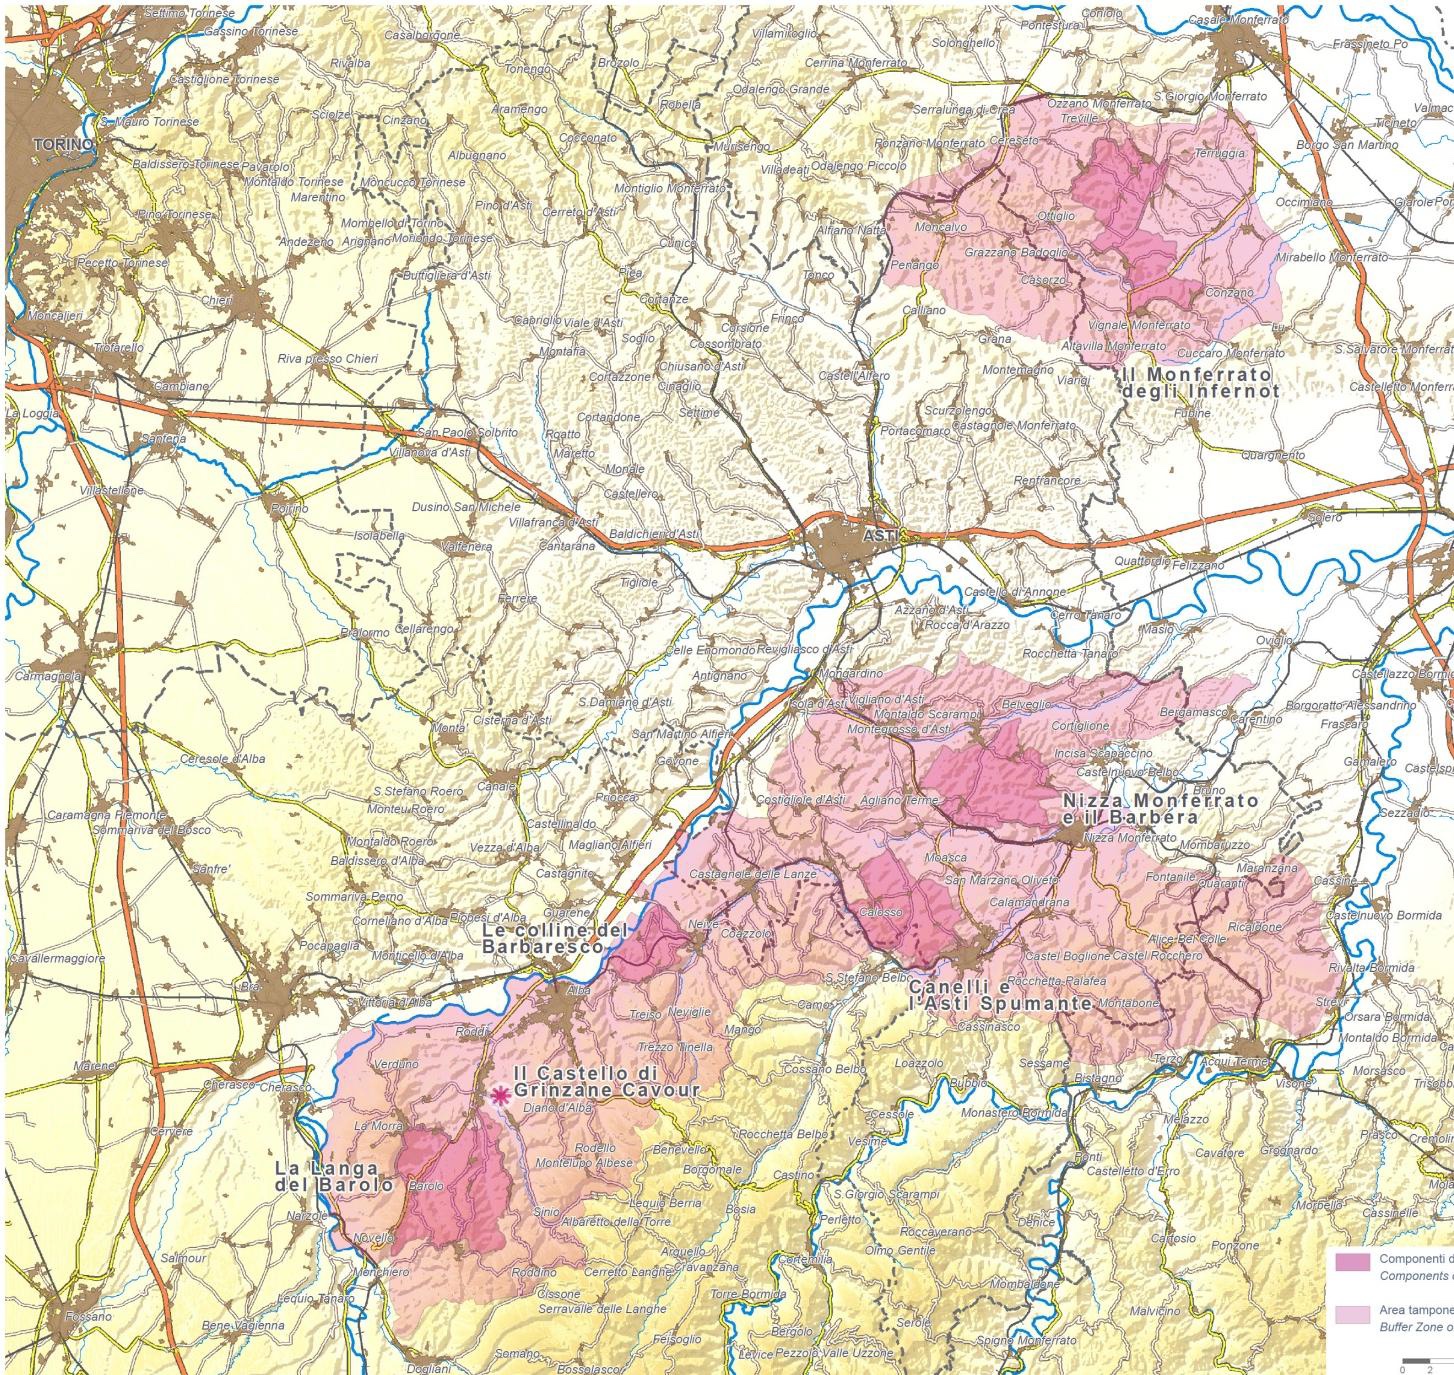 Settimo Torinese
Gassino Torinese
Casalborgone
Villamiroglio
Coniolo
Pontestura
Casale Monferrato
Solonghello
Frassineto Po
Castiglione Torinese
Rivalba
Tonengo
Brozolo
Cerrina Monferrato
Odalengo Grande
Robella
Serralunga di Crea
Ozzano Monferrato
S.Giorgio Monferrato
Treville
Ticineto
S. Mauro Torinese
Sciolze
Cinzano
Aramengo
Cocconato
Murisengo
Ponzano Monferrato
Cereseto
Terruggia
Borgo San Martino
TORINO
Baldissero Torinese
Pavarolo
Montaldo Torinese
Marentino
Moncucco Torinese
Albugnano
Montiglio Monferrato
Villadeati
Odalengo Piccolo
Occimiano
Giarole
Pino Torinese
Mombello di Torino
Pino d'Asti
Cerreto d'Asti
Alfiano Natta
Moncalvo
Ottiglio
Andezeno
Arignano
Moriondo Torinese
Cunico
Grazzano Badoglio
Mirabello Monferrato
Pecetto Torinese
Buttigliera d'Asti
Piea
Tonco
Penango
Casorzo
Conzano
Chieri
Cortanze
Moncalieri
Capriglio
Viale d'Asti
Corsione
Frinco
Calliano
Vignale Monferrato
Lu
Trofarello
Riva presso Chieri
Montafia
Soglio
Cossombrato
Grana
Altavilla Monferrato
Cuccaro Monferrato
S.Salvatore Monferrat
Cambiano
Cortazzone
Chiusano d'Asti
Cinaglio
Castell'Alfero
Montemagno
Viarigi
Il Monferrato
degli Infernot
Castelletto Monferr
La Loggia
Santena
San Paolo Solbrito
Cortandone
Settime
Scurzolengo
Portacomaro
Castagnole Monferrato
Fubine
Villanova d'Asti
Roatto
Maretto
Monale
Quargnento
Villastellone
Poirino
Dusino San Michele
Castellero
Renfrancore
Villafranca d'Asti
Isolabella
Valfenera
Cantarana
Baldichieri d'Asti
ASTI
Solero
Tigliole
Quattordio
Felizzano
Ferrere
Castello di Annone
Azzano d'Asti
Rocca d'Arazzo
Cerro Tanaro
Masio
Pralormo
Cellarengo
Celle Enomondo
Revigliasco d'Asti
Rocchetta Tanaro
Oviglio
Carmagnola
Antignano
Mongardino
Castellazzo Bormid
S.Damiano d'Asti
Isola d'Asti
Vigliano d'Asti
Belveglio
Bergamasco
Carentino
Borgoratto Alessandrino
Frascaro
Montà
Cisterna d'Asti
San Martino Alfieri
Montaldo Scarampi
Montegrosso d'Asti
Cortiglione
Ceresole d'Alba
Govone
Incisa Scapaccino
Gamalero
Castelsp
Canale
S.Stefano Roero
Priocca
Castelnuovo Belbo
Bruno
Monteu Roero
Costigliole d'Asti
Agliano Terme
Nizza Monferrato
e il Barbera
Sezzadio
Caramagna Piemonte
Sommariva del Bosco
Castellinaldo
Montaldo Roero
Baldissero d'Alba
Vezza d'Alba
Magliano Alfieri
Nizza Monferrato
Mombaruzzo
Maranzana
Sanfre'
Castagnito
Castagnole delle Lanze
Moasca
San Marzano Oliveto
Fontanile
Quaranti
Cassine
Sommariva Perno
Corneliano d'Alba
Piobesi d'Alba
Guarene
Calosso
Calamandrana
Castelnuovo Bormida
Le colline del
Barbaresco
Neive
Coazzolo
Ricaldone
Pocapaglia
Monticello d'Alba
Alice Bel Colle
Castel Boglione
Castel Rocchero
Cavallermaggiore
Bra
Alba
S.Stefano Belbo
Canelli e
l'Asti Spumante
Rocchetta Palafea
Rivalta Bormida
S.Vittoria d'Alba
Camo
Montabone
Strevi
Roddi
Treiso
Neviglie
Mango
Cassinasco
Orsara Bormida
Montaldo Bormida
Verduno
Trezzo Tinella
Marene
Cossano Belbo
Loazzolo
Sessame
Terzo
Acqui Terme
Morsasco
Il Castello di
Grinzane Cavour
Bubbio
Bistagno
Visone
Cherasco
Cherasco
Diano d'Alba
Cessole
Monastero Bormida
Melazzo
Cervere
La Morra
Rocchetta Belbo
Vesime
Prasco
Cremolin
Rodello
Benevello
Ponti
Cavatore
Grognardo
La Langa
del Barolo
Montelupo Albese
Borgomale
Castino
Castelletto d'Erro
Barolo
Lequio Berria
S.Giorgio Scarampi
Narzole
Sinio
Albaretto della Torre
Bosia
Perletto
Roccaverano
Denice
Morbello
Cassinelle
Novello
Arguello
Olmo Gentile
Cartosio
Ponzone
Salmour
Monchiero
Roddino
Cerretto Langhe
Cravanzana
Cortemilia
Componenti d
Components
Lequio Tanaro
Cissone
Torre Bormida
Mombaldone
Serravalle delle Langhe
Malvicino
Area tampone
Buffer Zone o
Fossano
Bene Vagienna
Feisoglio
Bergolo
Serole
Spigno Monferrato
Somano
Levice
Pezzolo Valle Uzzone
Dogliani
Bossolasco
0 2